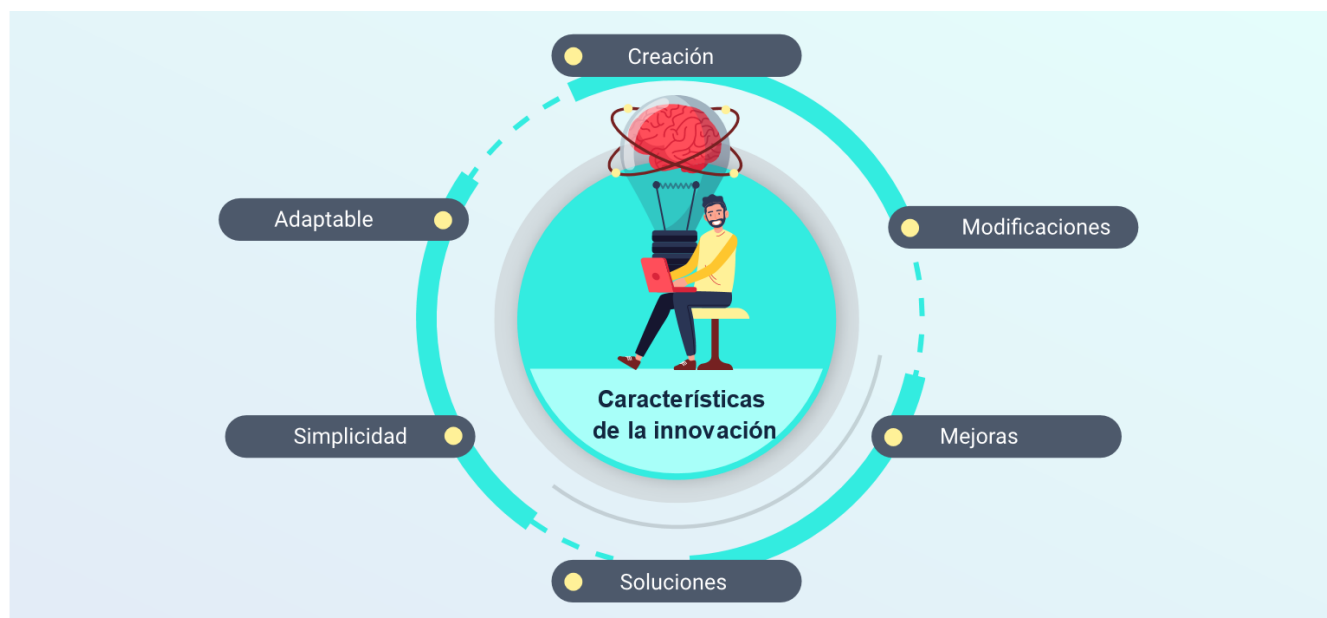 Creación
Adaptable
Modificaciones
Características
de la innovación
Simplicidad
Mejoras
Soluciones